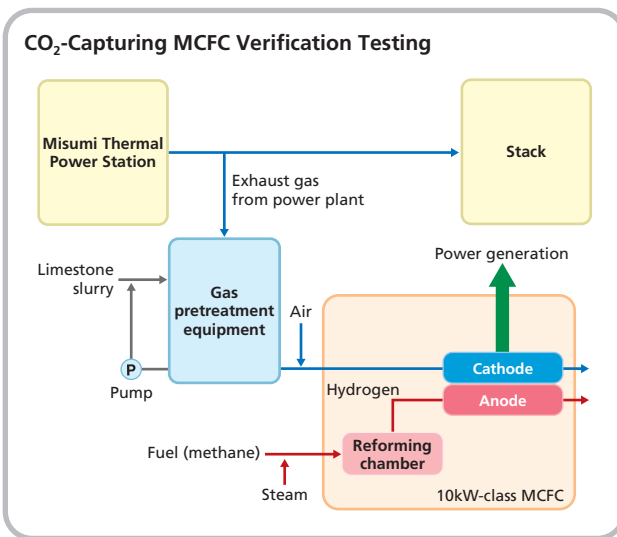 CO₂-Capturing MCFC Verification Testing
Misumi Thermal
Power Station
Stack
Exhaust gas
from power plant
Power generation
Limestone
slurry
Gas
pretreatment
equipment
Air
P
Pump
Cathode
Hydrogen
Anode
Fuel (methane)
Reforming
chamber
Steam
10kW-class MCFC